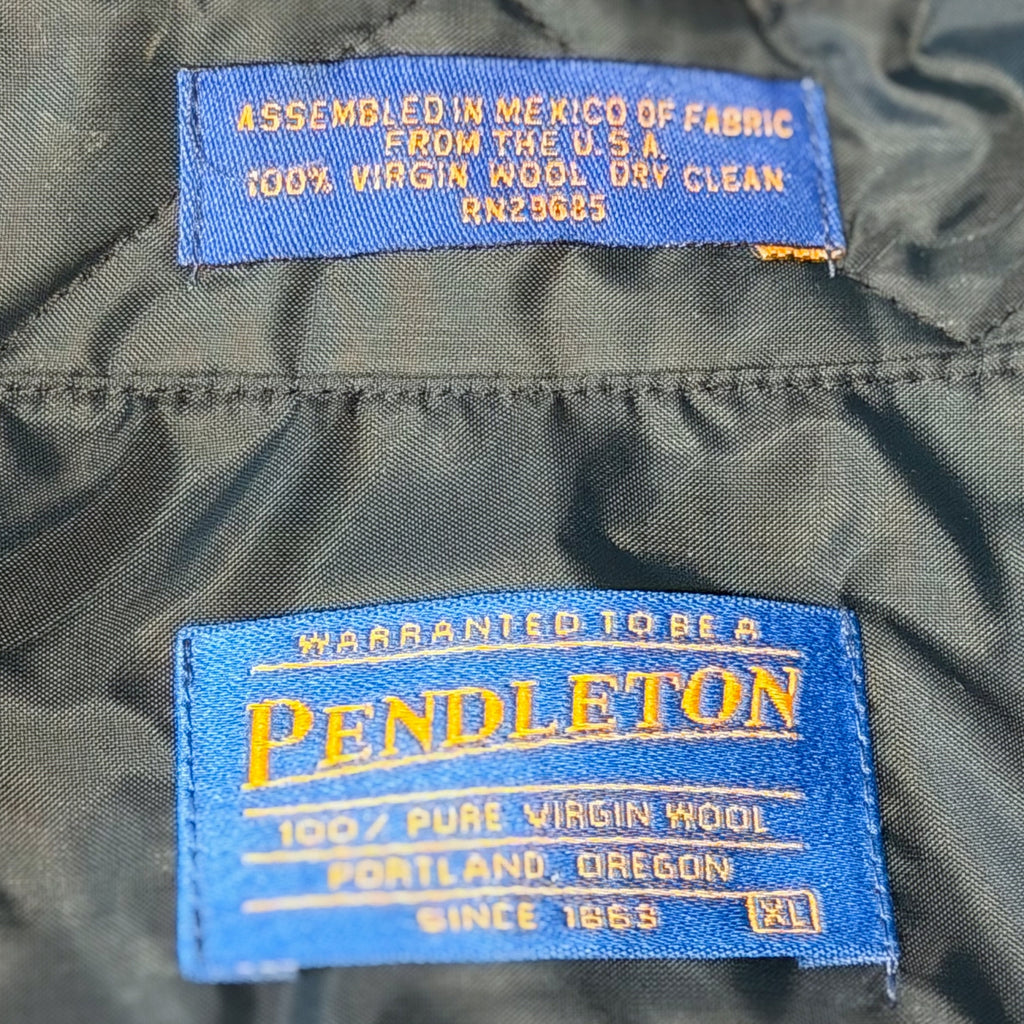 ASSEMBLED IN MEXICO OF FABRIC
FROM THE U.S.A.
100% VIRGIN WOOL DRY CLEAN
RN29685
WARRANTED TO BE A
PENDLETON
100/ PURE VIRGIN WOOL
PORTLAND, OREGON
SINCE 1863
XL